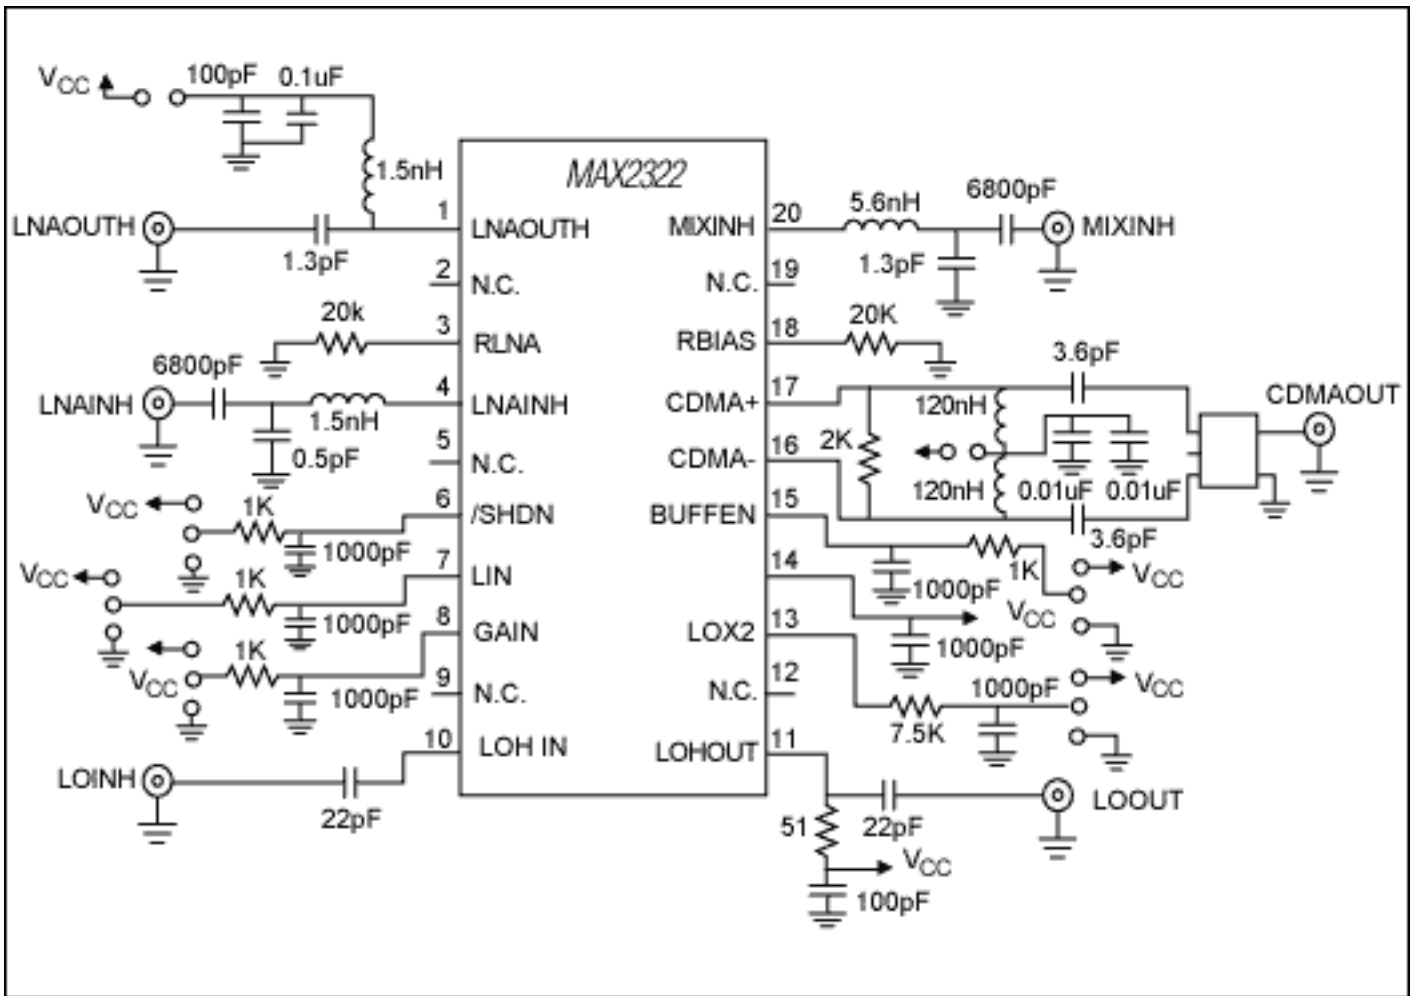 VCC
100pF 0.1uF
1.5nH
MAX2322
LNAOUTH
1.3pF
1 LNAOUTH
2 N.C.
20k
3 RLNA
6800pF
LNAINH
1.5nH
0.5pF
4 LNAINH
5 N.C.
VCC
1K
1000pF
6 /SHDN
VCC
1K
1000pF
7 LIN
VCC
1K
1000pF
8 GAIN
9 N.C.
10 LOH IN
LOINH
22pF
MIXINH 20
5.6nH
6800pF
1.3pF
MIXINH
N.C. 19
RBIAS 18
20K
CDMA+ 17
3.6pF
120nH
CDMAOUT
2K
CDMA- 16
120nH 0.01uF 0.01uF
BUFFEN 15
3.6pF
1K
VCC
1000pF
14
VCC
1000pF
LOX2 13
N.C. 12
1000pF
VCC
7.5K
LOHOUT 11
51
22pF
LOOUT
VCC
100pF